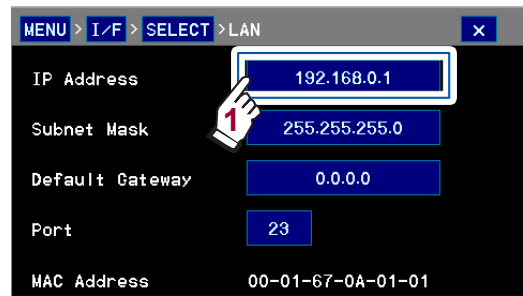 MENU > I/F > SELECT >LAN ×
IP Address 192.168.0.1
1
Subnet Mask 255.255.255.0
Default Gateway 0.0.0.0
Port 23
MAC Address 00-01-67-0A-01-01